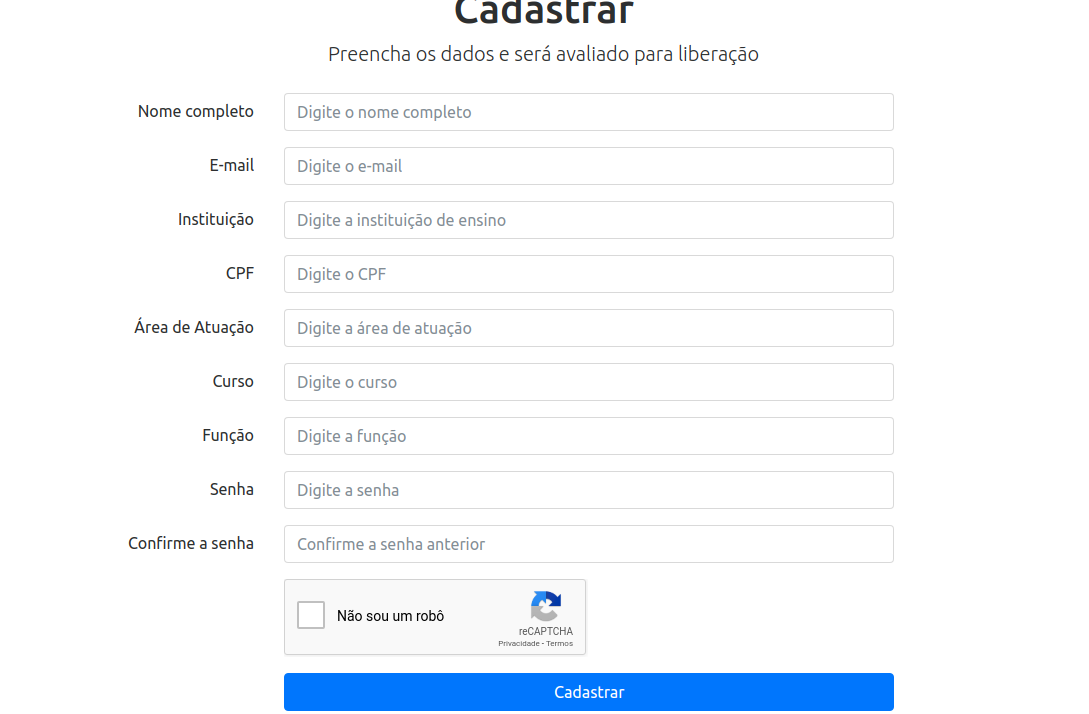 Cadastrar
Preencha os dados e será avaliado para liberação
Nome completo
Digite o nome completo
E-mail
Digite o e-mail
Instituição
Digite a instituição de ensino
CPF
Digite o CPF
Área de Atuação
Digite a área de atuação
Curso
Digite o curso
Função
Digite a função
Senha
Digite a senha
Confirme a senha
Confirme a senha anterior
Não sou um robô
reCAPTCHA
Privacidade - Termos
Cadastrar